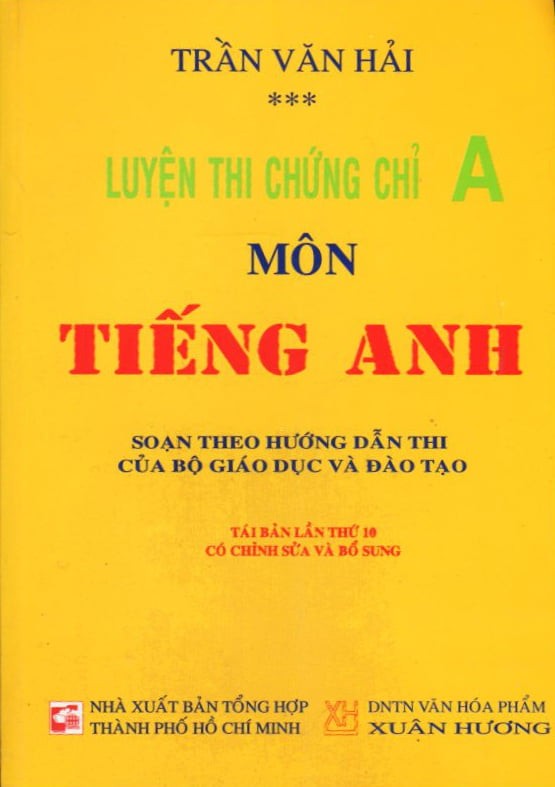 TRẦN VĂN HẢI
***
LUYỆN THI CHỨNG CHỈ A
MÔN
TIẾNG ANH
SOẠN THEO HƯỚNG DẪN THI
CỦA BỘ GIÁO DỤC VÀ ĐÀO TẠO
TÁI BẢN LẦN THỨ 10
CÓ CHỈNH SỬA VÀ BỔ SUNG
NHÀ XUẤT BẢN TỔNG HỢP
THÀNH PHỐ HỒ CHÍ MINH
XH
DNTN VĂN HÓA PHẨM
XUÂN HƯƠNG